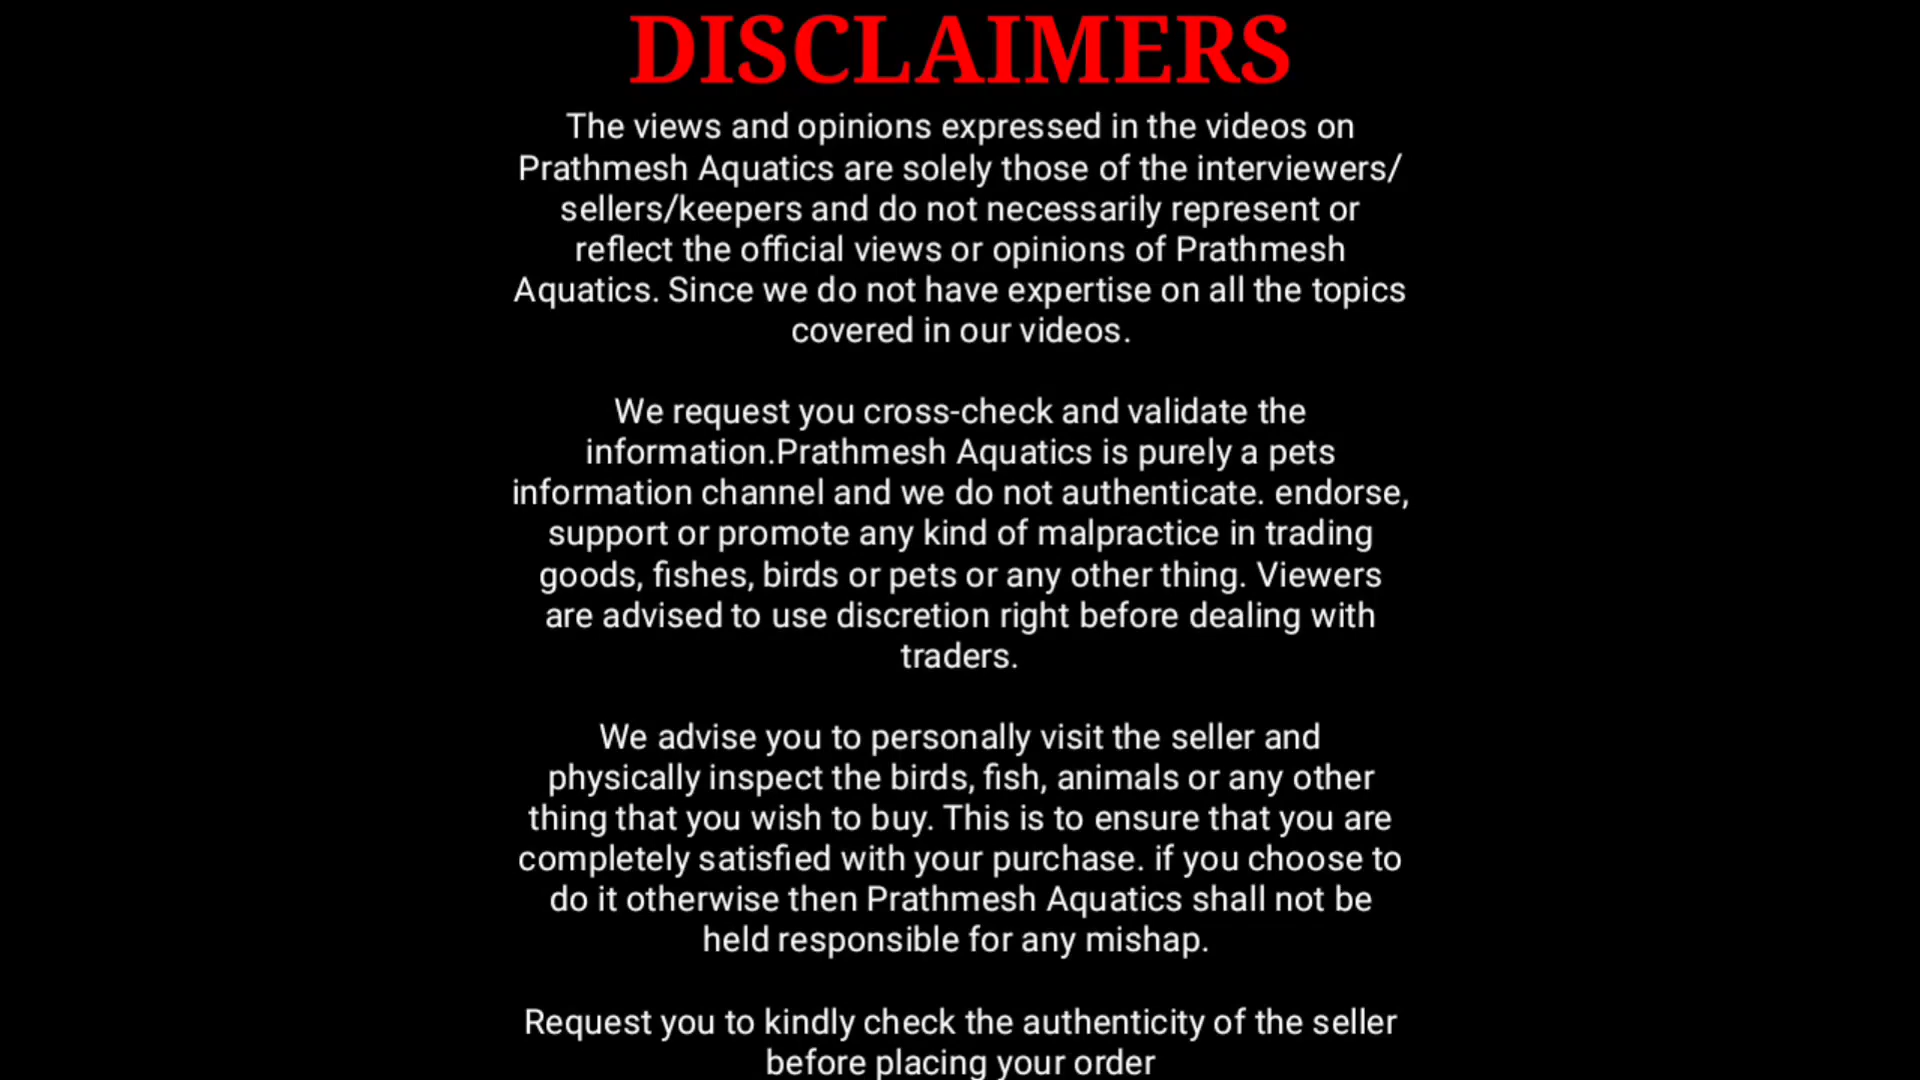 DISCLAIMERS
The views and opinions expressed in the videos on
Prathmesh Aquatics are solely those of the interviewers/
sellers/keepers and do not necessarily represent or
reflect the official views or opinions of Prathmesh
Aquatics. Since we do not have expertise on all the topics
covered in our videos.
We request you cross-check and validate the
information.Prathmesh Aquatics is purely a pets
information channel and we do not authenticate. endorse,
support or promote any kind of malpractice in trading
goods, fishes, birds or pets or any other thing. Viewers
are advised to use discretion right before dealing with
traders.
We advise you to personally visit the seller and
physically inspect the birds, fish, animals or any other
thing that you wish to buy. This is to ensure that you are
completely satisfied with your purchase. if you choose to
do it otherwise then Prathmesh Aquatics shall not be
held responsible for any mishap.
Request you to kindly check the authenticity of the seller
before placing your order